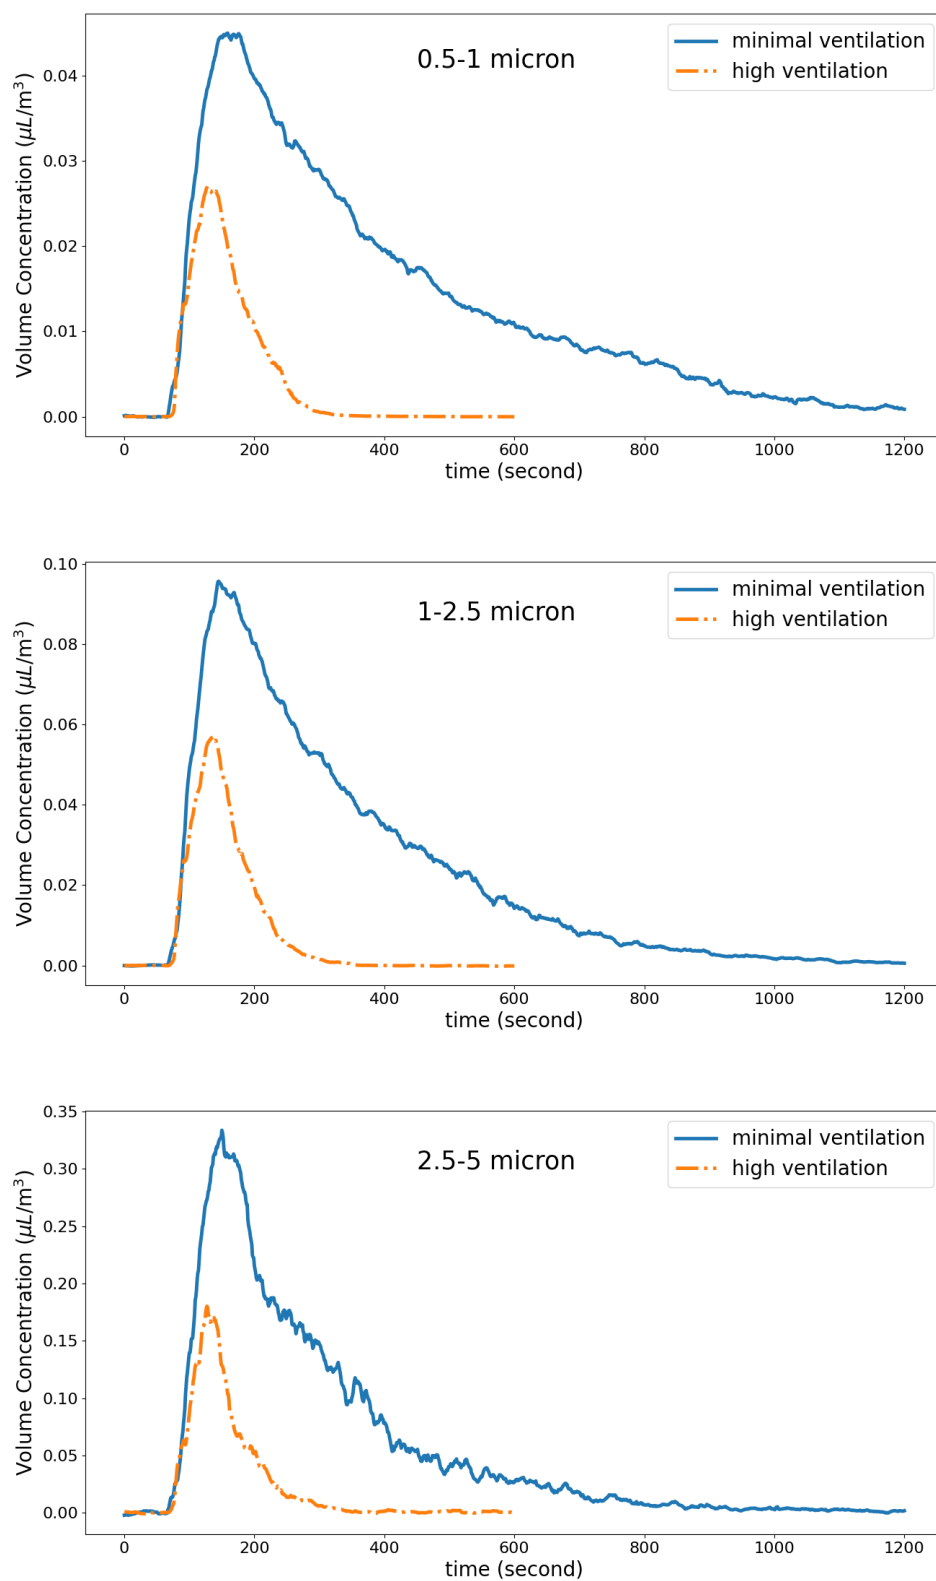 0.5-1 micron
minimal ventilation
high ventilation
Volume Concentration (μL/m³)
0.04
0.03
0.02
0.01
0.00
0 200 400 600 800 1000 1200
time (second)
1-2.5 micron
minimal ventilation
high ventilation
Volume Concentration (μL/m³)
0.10
0.08
0.06
0.04
0.02
0.00
0 200 400 600 800 1000 1200
time (second)
2.5-5 micron
minimal ventilation
high ventilation
Volume Concentration (μL/m³)
0.35
0.30
0.25
0.20
0.15
0.10
0.05
0.00
0 200 400 600 800 1000 1200
time (second)